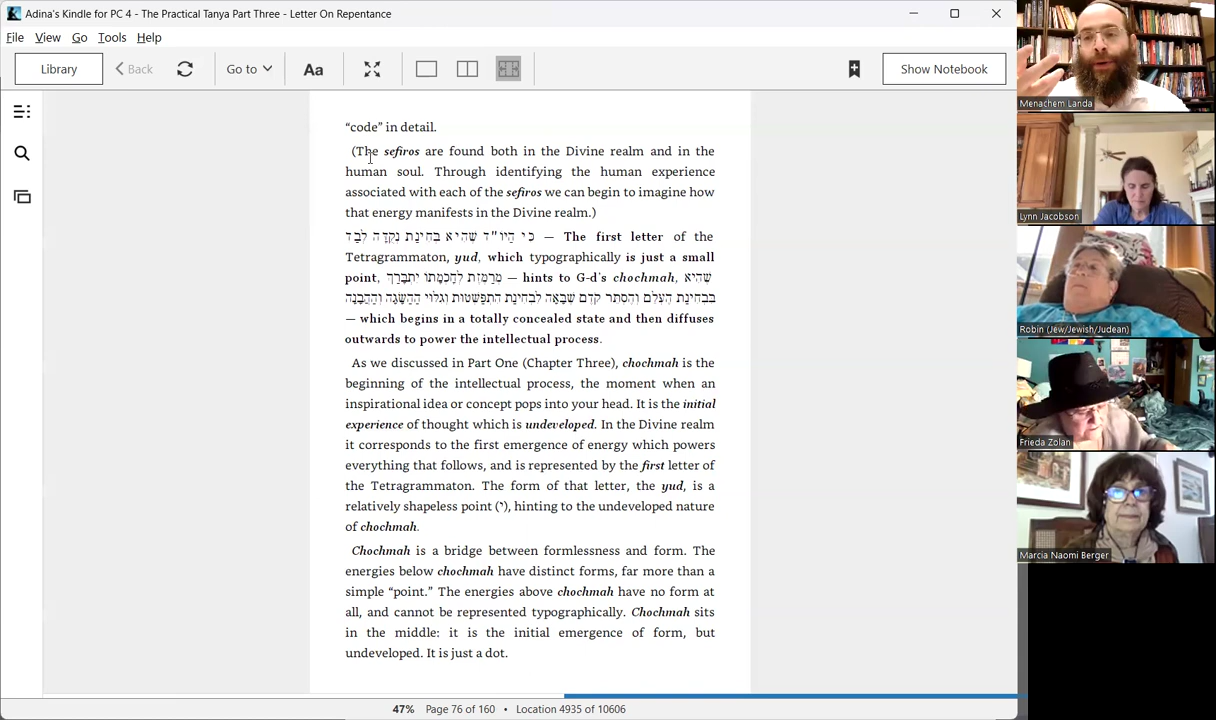 Adina's Kindle for PC 4 - The Practical Tanya Part Three - Letter On Repentance
File View Go Tools Help
Library
Back
Go to
Aa
Show Notebook
“code” in detail.
(The sefiros are found both in the Divine realm and in the
human soul. Through identifying the human experience
associated with each of the sefiros we can begin to imagine how
that energy manifests in the Divine realm.)
כִּי הַיּוֹ"ד שֶׁהִיא בְּחִינַת נְקֻדָּה לְבַד — The first letter of the
Tetragrammaton, yud, which typographically is just a small
point, מְרַמֶּזֶת לְחָכְמָתוֹ יִתְבָּרֵךְ — hints to G-d's chochmah, שֶׁהִיא
בִּבְחִינַת הֶעְלֵם וְהֶסְתֵּר קֹדֶם שֶׁבָּאָה לִבְחִינַת הִתְפַּשְּׁטוּת וְגִלּוּי הַהַשָּׂגָה וְהַהֲבָנָה
— which begins in a totally concealed state and then diffuses
outwards to power the intellectual process.
As we discussed in Part One (Chapter Three), chochmah is the
beginning of the intellectual process, the moment when an
inspirational idea or concept pops into your head. It is the initial
experience of thought which is undeveloped. In the Divine realm
it corresponds to the first emergence of energy which powers
everything that follows, and is represented by the first letter of
the Tetragrammaton. The form of that letter, the yud, is a
relatively shapeless point (י), hinting to the undeveloped nature
of chochmah.
Chochmah is a bridge between formlessness and form. The
energies below chochmah have distinct forms, far more than a
simple “point.” The energies above chochmah have no form at
all, and cannot be represented typographically. Chochmah sits
in the middle: it is the initial emergence of form, but
undeveloped. It is just a dot.
47% Page 76 of 160 • Location 4935 of 10606
Menachem Landa
Lynn Jacobson
Robin (Jew/Jewish/Judean)
Frieda Zolan
Marcia Naomi Berger